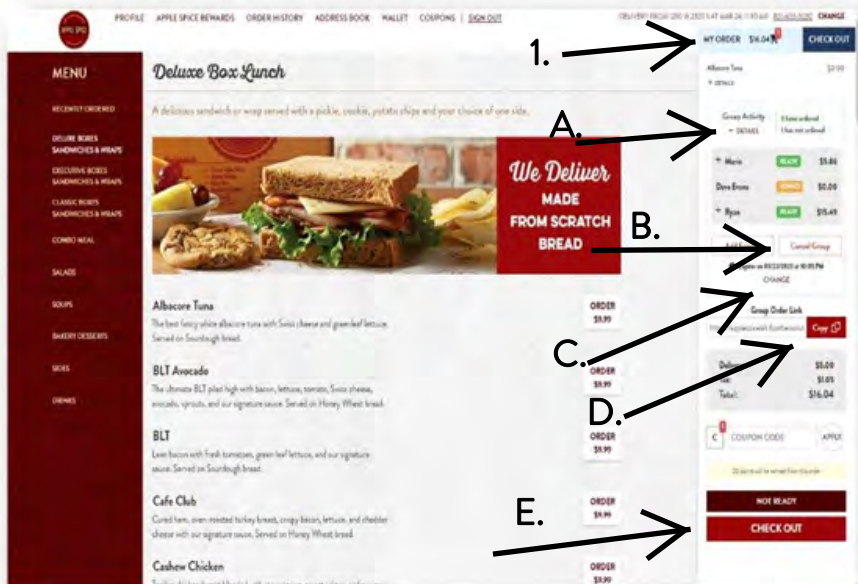 PROFILE APPLE SPICE REWARDS ORDER HISTORY ADDRESS BOOK WALLET COUPONS | SIGN OUT
CHANGE
1.
MY ORDER $16.04
CHECK OUT
MENU
Deluxe Box Lunch
Albacore Tuna
DETAILS
RECENTLY ORDERED
A delicious sandwich or wrap served with a pickle, cookie, potato chips and your choice of one side.
A.
Group Activity
DETAILS
I have ordered
I have not ordered
DELUXE BOXES
SANDWICHES & WRAPS
EXECUTIVE BOXES
SANDWICHES & WRAPS
CLASSIC BOXES
SANDWICHES & WRAPS
COMBO MEAL
SALADS
SOUPS
BAKERY DESSERTS
SIDES
DRINKS
We Deliver
MADE
FROM SCRATCH
BREAD
+ Maria READY
Dave Evans $0.00
+ Ryan READY $15.49
B.
Cancel Group
CHANGE
C.
Group Order Link
Copy
D.
$5.00
$1.05
Total: $16.04
COUPON CODE APPLY
NOT READY
CHECK OUT
E.
Albacore Tuna
The best fancy white albacore tuna with Swiss cheese and green leaf lettuce.
Served on Sourdough bread.
ORDER
$9.99
BLT Avocado
The ultimate BLT piled high with bacon, lettuce, tomato, Swiss cheese,
avocado, sprouts, and our signature sauce. Served on Honey Wheat bread.
ORDER
$9.99
BLT
Lean bacon with fresh tomatoes, green leaf lettuce, and our signature
sauce. Served on Sourdough bread.
ORDER
$9.99
Cafe Club
Cured ham, oven roasted turkey breast, crispy bacon, lettuce, and cheddar
cheese with our signature sauce. Served on Honey Wheat bread.
ORDER
$9.99
Cashew Chicken
ORDER
$9.99